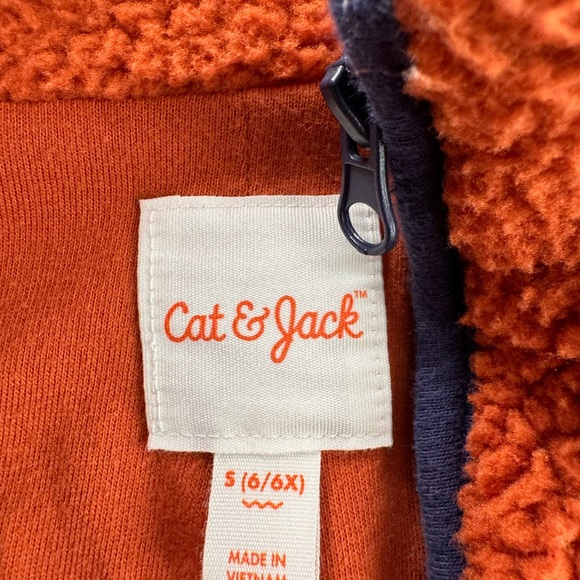 Cat & Jack™
S (6/6X)
MADE IN
VIETNAM